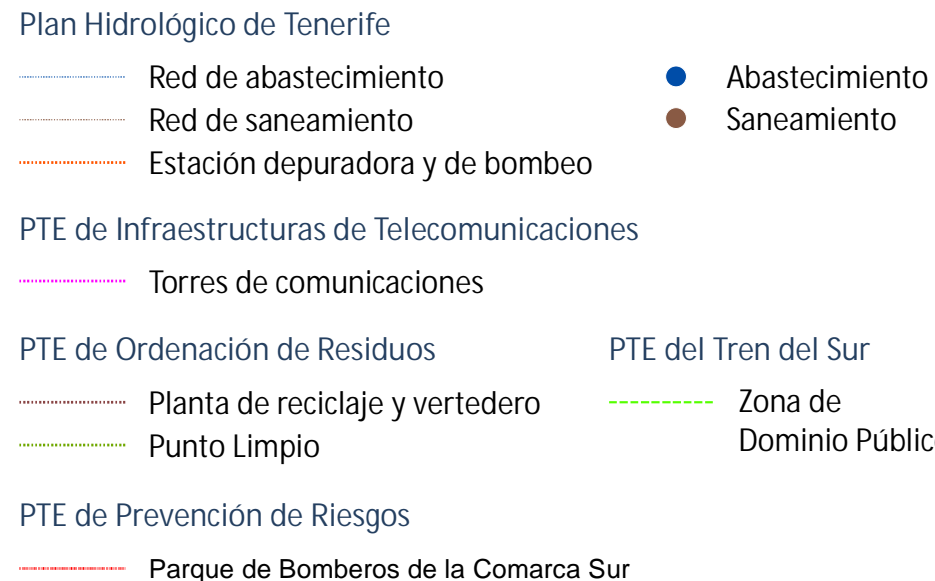 Plan Hidrológico de Tenerife
Red de abastecimiento
Abastecimiento
Red de saneamiento
Saneamiento
Estación depuradora y de bombeo
PTE de Infraestructuras de Telecomunicaciones
Torres de comunicaciones
PTE de Ordenación de Residuos
PTE del Tren del Sur
Planta de reciclaje y vertedero
Zona de
Punto Limpio
Dominio Públic
PTE de Prevención de Riesgos
Parque de Bomberos de la Comarca Sur